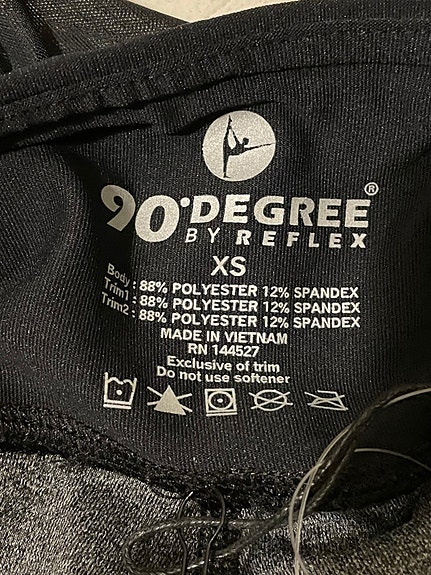 90°DEGREE®
BY REFLEX
XS
Body : 88% POLYESTER 12% SPANDEX
Trim1 : 88% POLYESTER 12% SPANDEX
Trim2 : 88% POLYESTER 12% SPANDEX
MADE IN VIETNAM
RN 144527
Exclusive of trim
Do not use softener